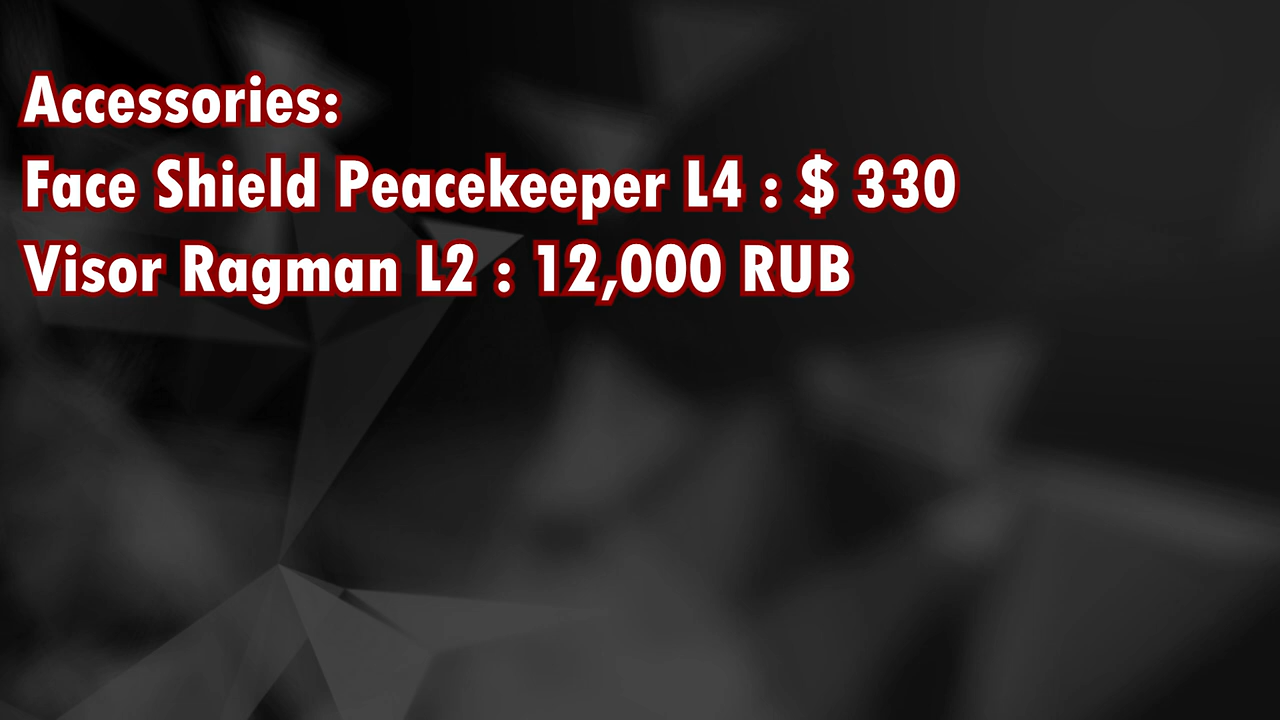 Accessories:
Face Shield Peacekeeper L4 : $ 330
Visor Ragman L2 : 12,000 RUB